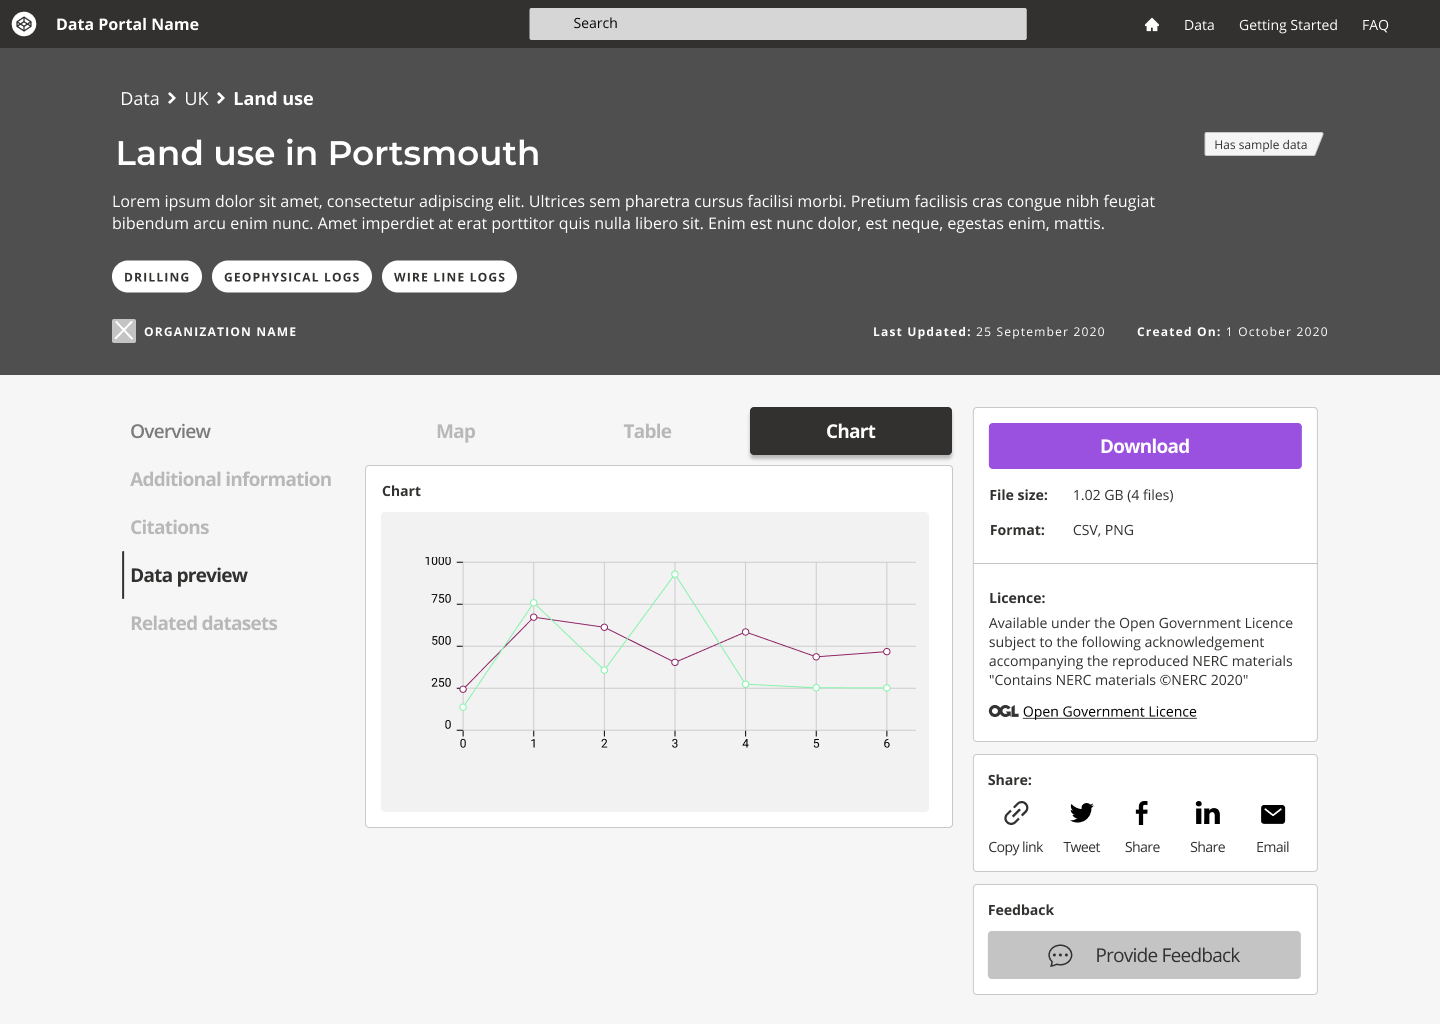 Data Portal Name
Search
Data
Getting Started
FAQ
Data
UK
Land use
Land use in Portsmouth
Has sample data
Lorem ipsum dolor sit amet, consectetur adipiscing elit. Ultrices sem pharetra cursus facilisi morbi. Pretium facilisis cras congue nibh feugiat
bibendum arcu enim nunc. Amet imperdiet at erat porttitor quis nulla libero sit. Enim est nunc dolor, est neque, egestas enim, mattis.
DRILLING
GEOPHYSICAL LOGS
WIRE LINE LOGS
ORGANIZATION NAME
Last Updated: 25 September 2020
Created On: 1 October 2020
Overview
Additional information
Citations
Data preview
Related datasets
Map
Table
Chart
Chart
1000
750
500
250
0
0 1 2 3 4 5 6
Download
File size: 1.02 GB (4 files)
Format: CSV, PNG
Licence:
Available under the Open Government Licence
subject to the following acknowledgement
accompanying the reproduced NERC materials
"Contains NERC materials ©NERC 2020"
OGL Open Government Licence
Share:
Copy link
Tweet
Share
Share
Email
Feedback
Provide Feedback